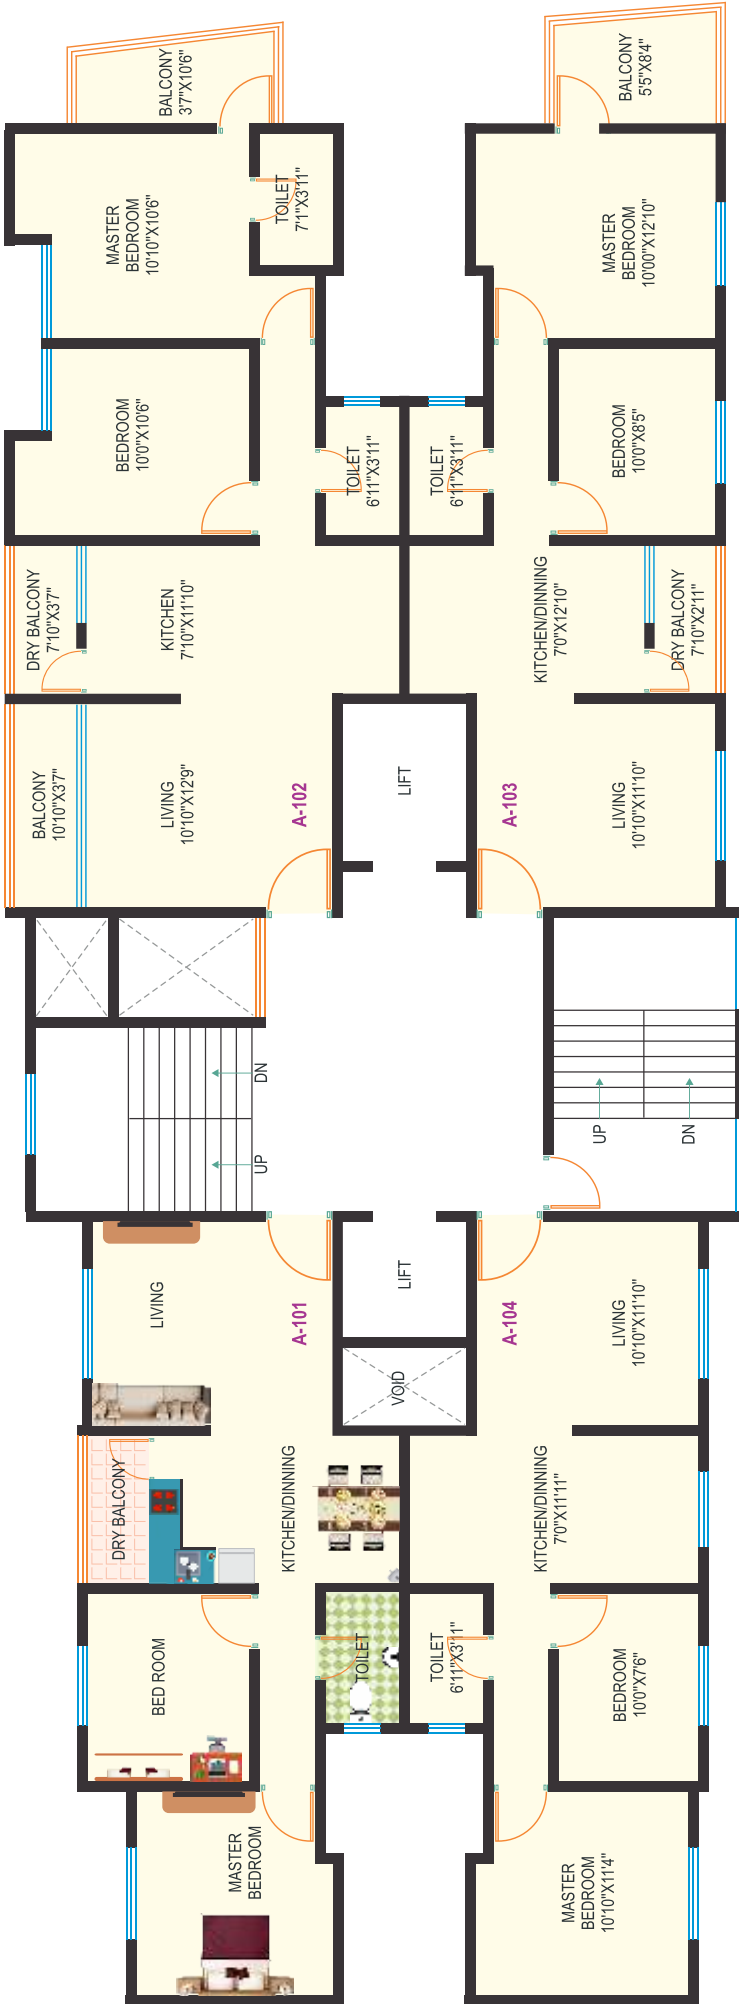 BALCONY
3'7"X10'6"
BALCONY
5'5"X8'4"
MASTER
BEDROOM
10'10"X10'6"
TOILET
7'1"X3'11"
MASTER
BEDROOM
10'00"X12'10"
BEDROOM
10'0"X10'6"
TOILET
6'11"X3'11"
TOILET
6'11"X3'11"
BEDROOM
10'0"X8'5"
DRY BALCONY
7'10"X3'7"
KITCHEN
7'10"X11'10"
KITCHEN/DINNING
7'0"X12'10"
DRY BALCONY
7'10"X2'11"
BALCONY
10'10"X3'7"
LIVING
10'10"X12'9"
A-102
LIFT
A-103
LIVING
10'10"X11'10"
DN
UP
UP
DN
LIVING
A-101
LIFT
A-104
LIVING
10'10"X11'10"
VOID
DRY BALCONY
KITCHEN/DINNING
KITCHEN/DINNING
7'0"X11'11"
BED ROOM
TOILET
TOILET
6'11"X3'11"
BEDROOM
10'0"X7'6"
MASTER
BEDROOM
MASTER
BEDROOM
10'10"X11'4"